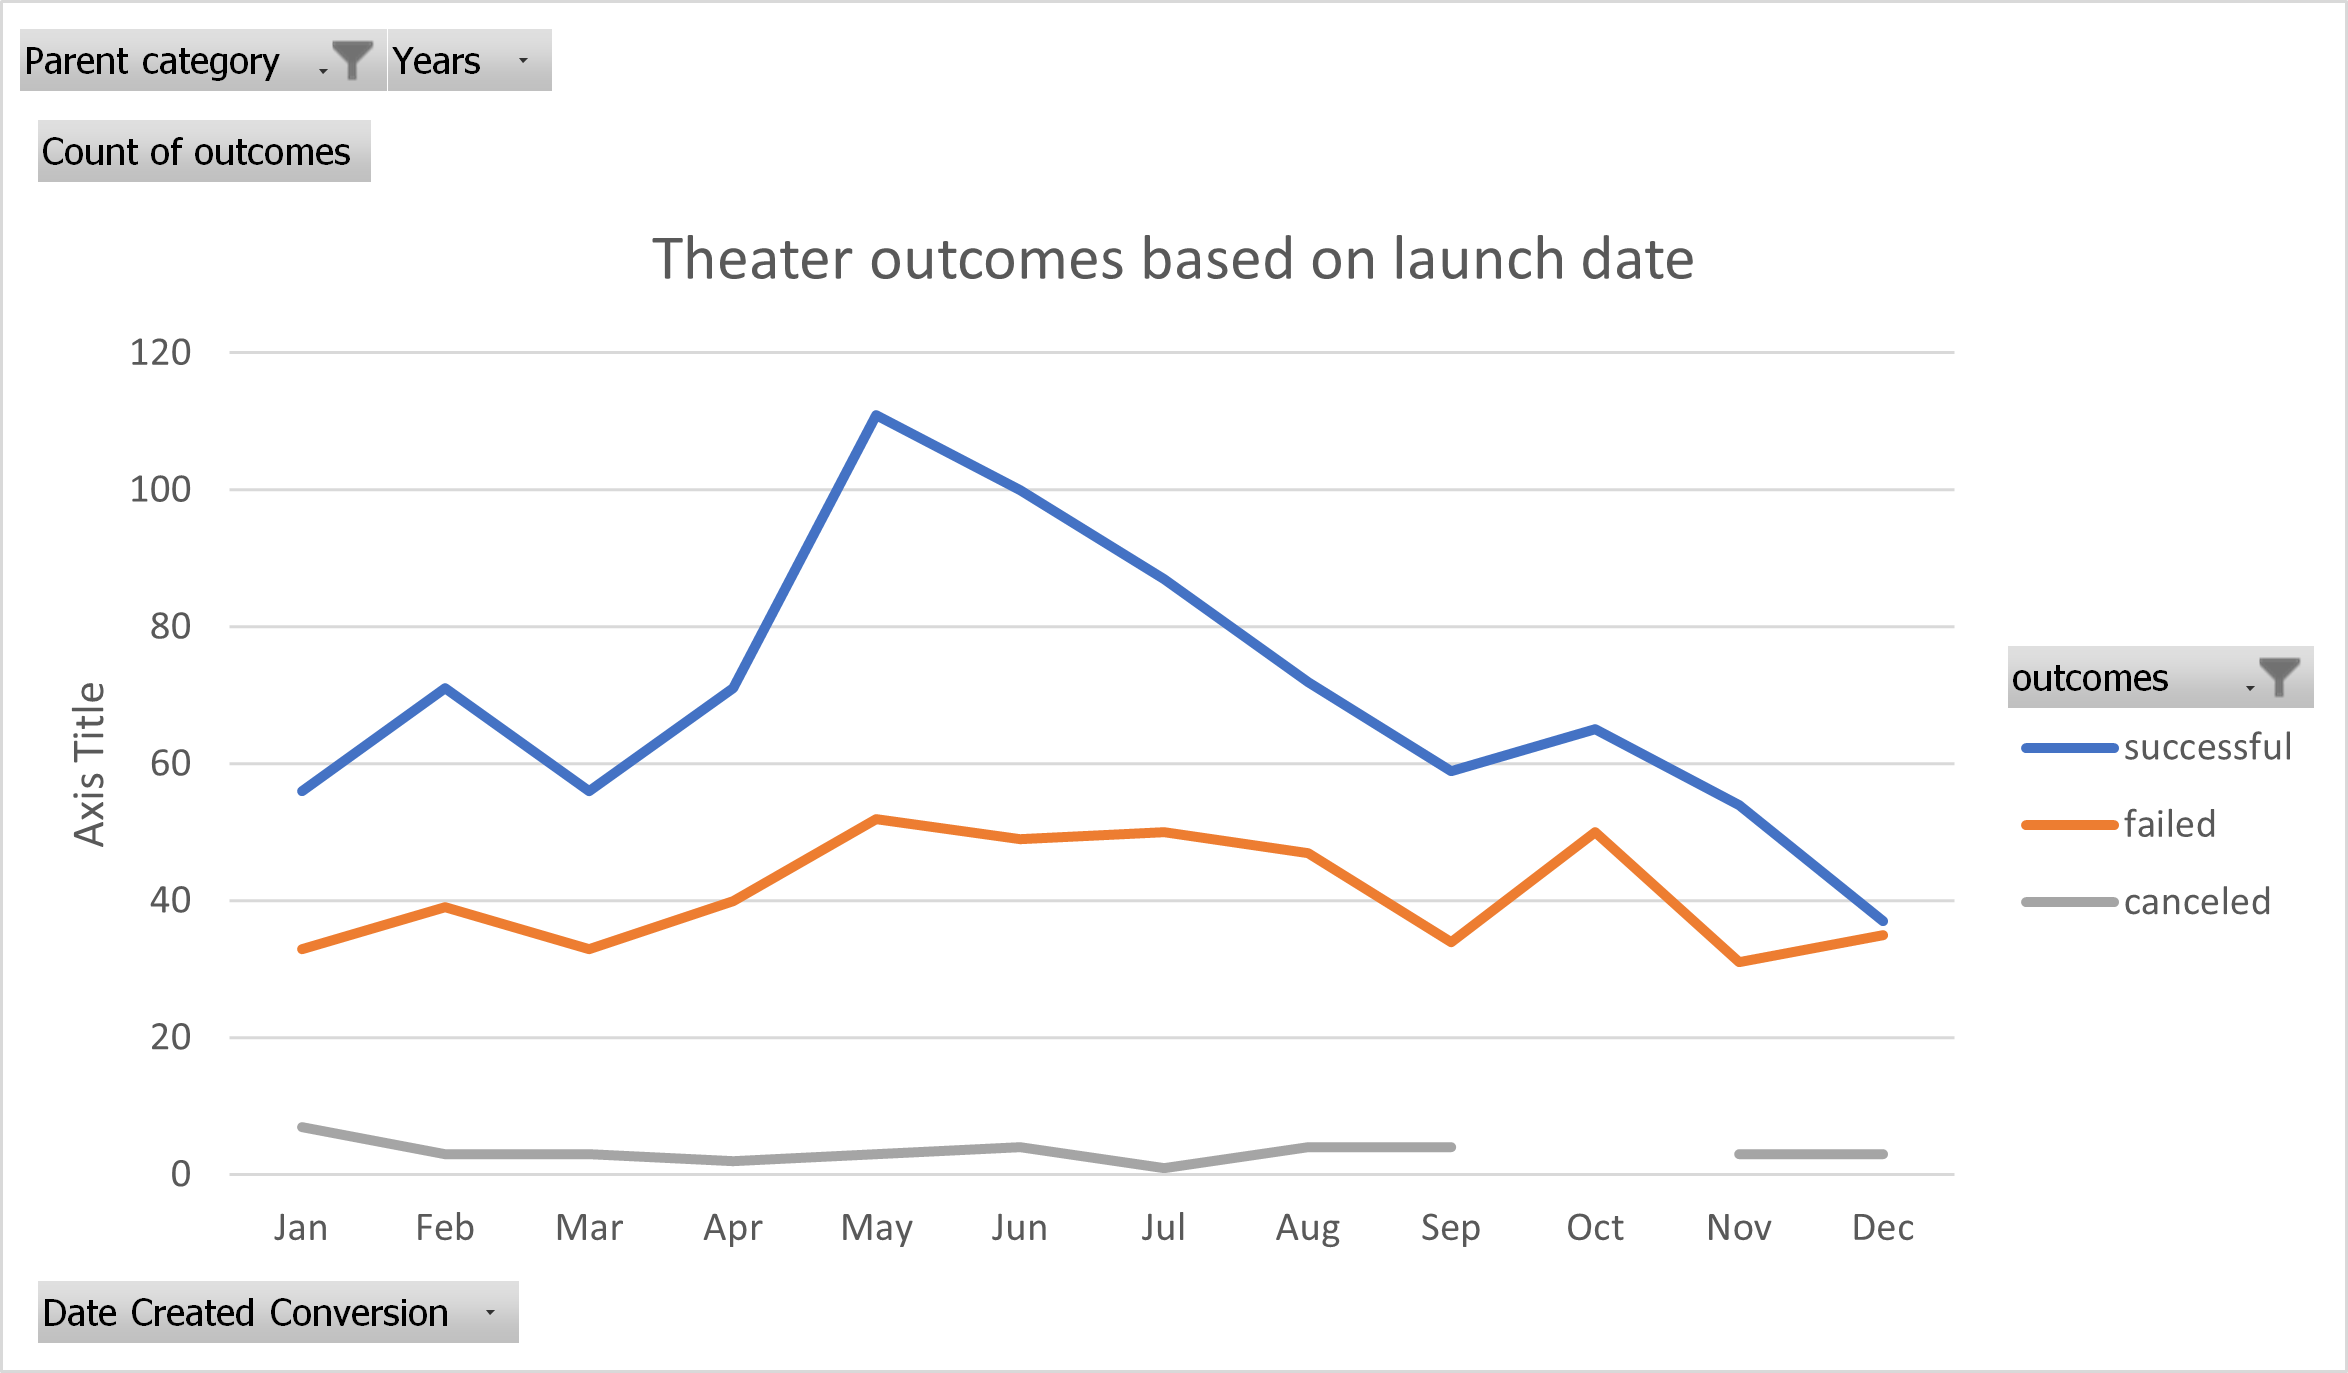 Parent category Years
Count of outcomes
Theater outcomes based on launch date
120
100
80
60
40
20
0
Axis Title
Jan Feb Mar Apr May Jun Jul Aug Sep Oct Nov Dec
outcomes
successful
failed
canceled
Date Created Conversion